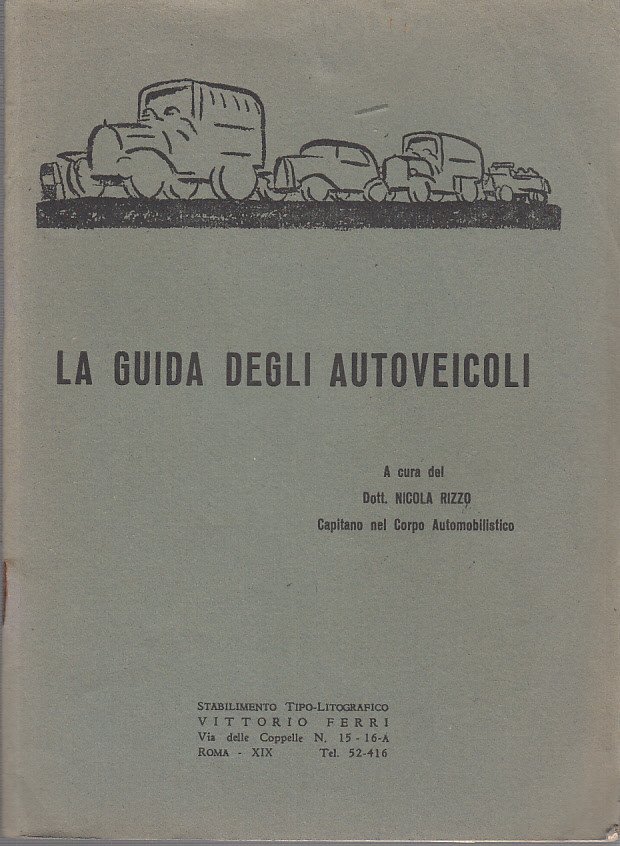 LA GUIDA DEGLI AUTOVEICOLI
A cura del
Dott. NICOLA RIZZO
Capitano nel Corpo Automobilistico
STABILIMENTO TIPO-LITOGRAFICO
VITTORIO FERRI
Via delle Coppelle N. 15 - 16-A
ROMA - XIX Tel. 52-416